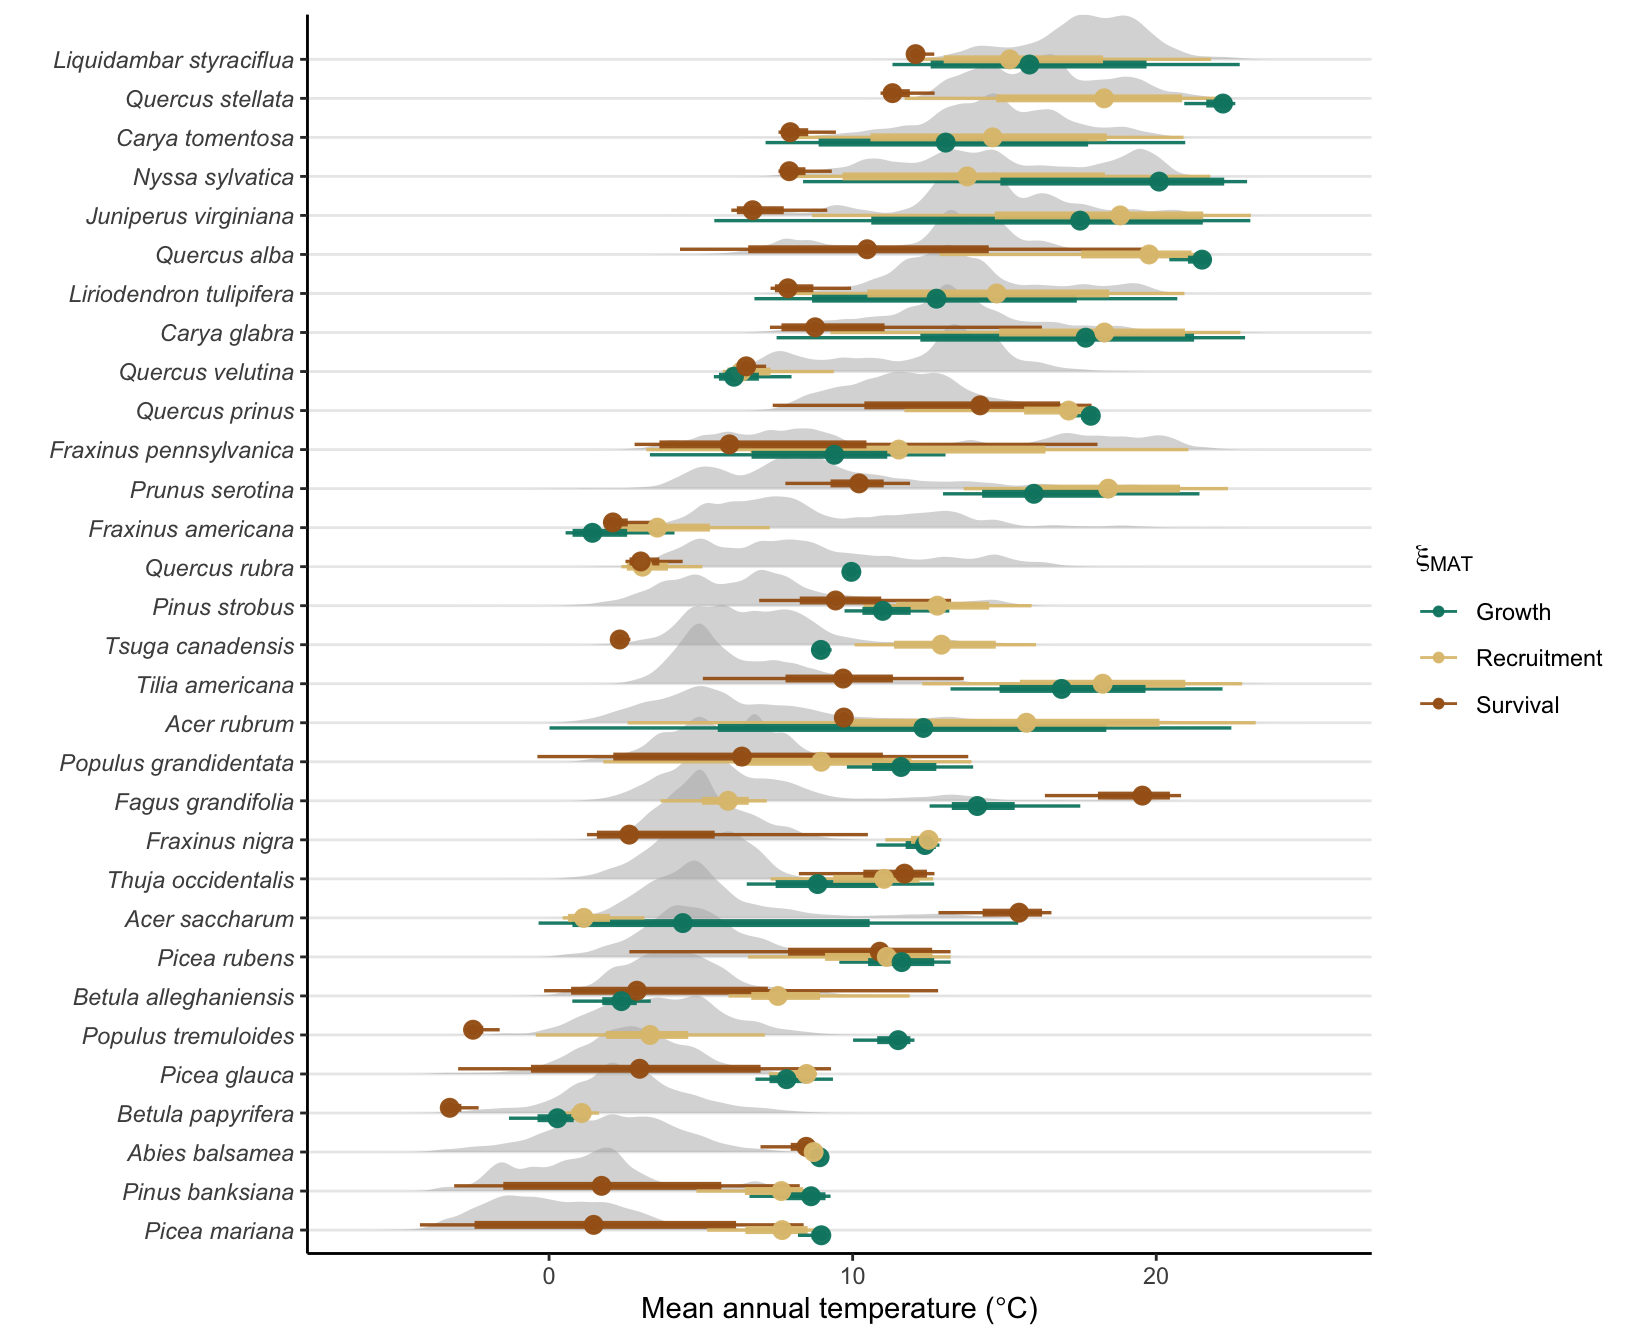 Liquidambar styraciflua
Quercus stellata
Carya tomentosa
Nyssa sylvatica
Juniperus virginiana
Quercus alba
Liriodendron tulipifera
Carya glabra
Quercus velutina
Quercus prinus
Fraxinus pennsylvanica
Prunus serotina
Fraxinus americana
Quercus rubra
Pinus strobus
Tsuga canadensis
Tilia americana
Acer rubrum
Populus grandidentata
Fagus grandifolia
Fraxinus nigra
Thuja occidentalis
Acer saccharum
Picea rubens
Betula alleghaniensis
Populus tremuloides
Picea glauca
Betula papyrifera
Abies balsamea
Pinus banksiana
Picea mariana
0 10 20
Mean annual temperature (°C)
ξMAT
Growth
Recruitment
Survival